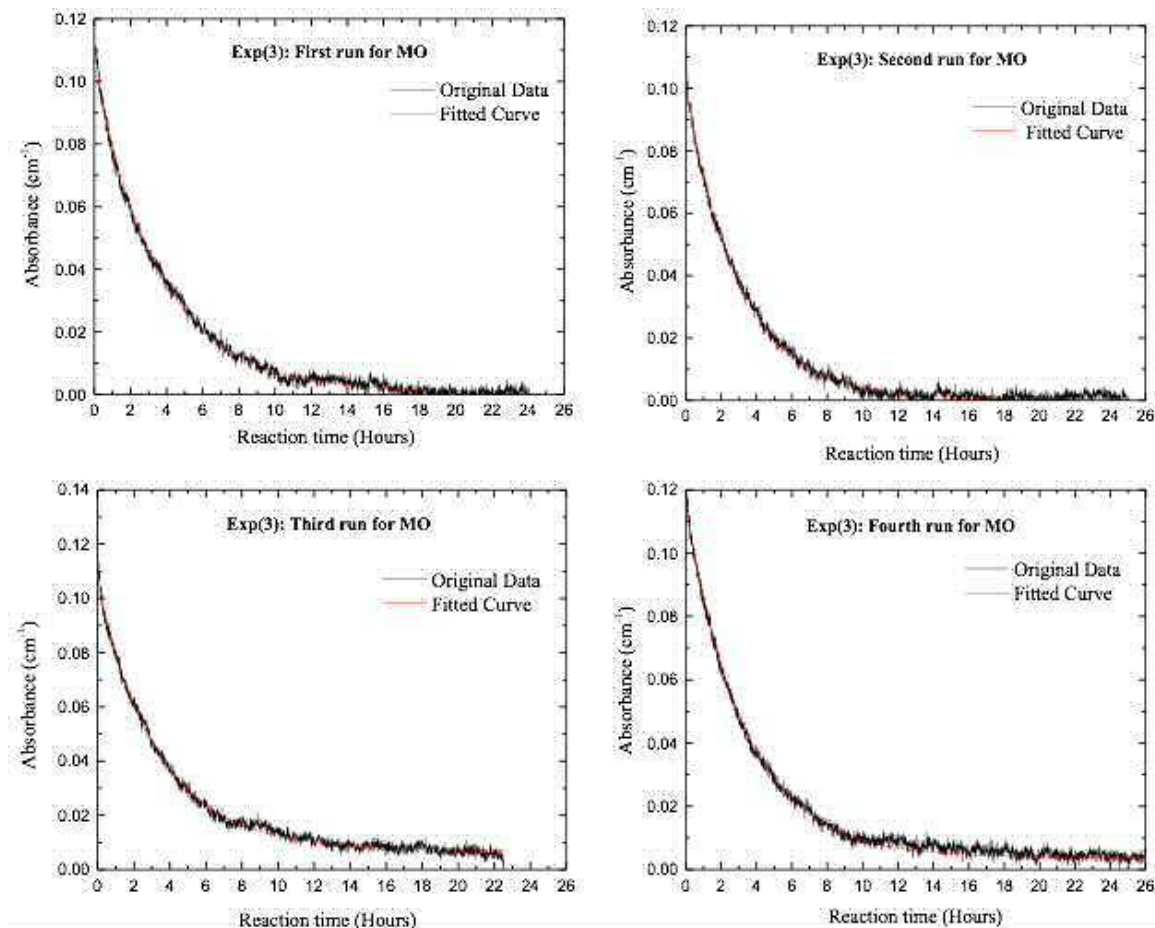 Exp(3): First run for MO
Original Data
Fitted Curve
Absorbance (cm⁻¹)
0.12
0.10
0.08
0.06
0.04
0.02
0.00
0 2 4 6 8 10 12 14 16 18 20 22 24 26
Reaction time (Hours)
Exp(3): Second run for MO
Original Data
Fitted Curve
Absorbance (cm⁻¹)
0.12
0.10
0.08
0.06
0.04
0.02
0.00
0 2 4 6 8 10 12 14 16 18 20 22 24 26
Reaction time (Hours)
Exp(3): Third run for MO
Original Data
Fitted Curve
Absorbance (cm⁻¹)
0.14
0.12
0.10
0.08
0.06
0.04
0.02
0.00
0 2 4 6 8 10 12 14 16 18 20 22 24 26
Reaction time (Hours)
Exp(3): Fourth run for MO
Original Data
Fitted Curve
Absorbance (cm⁻¹)
0.12
0.10
0.08
0.06
0.04
0.02
0.00
0 2 4 6 8 10 12 14 16 18 20 22 24 26
Reaction time (Hours)